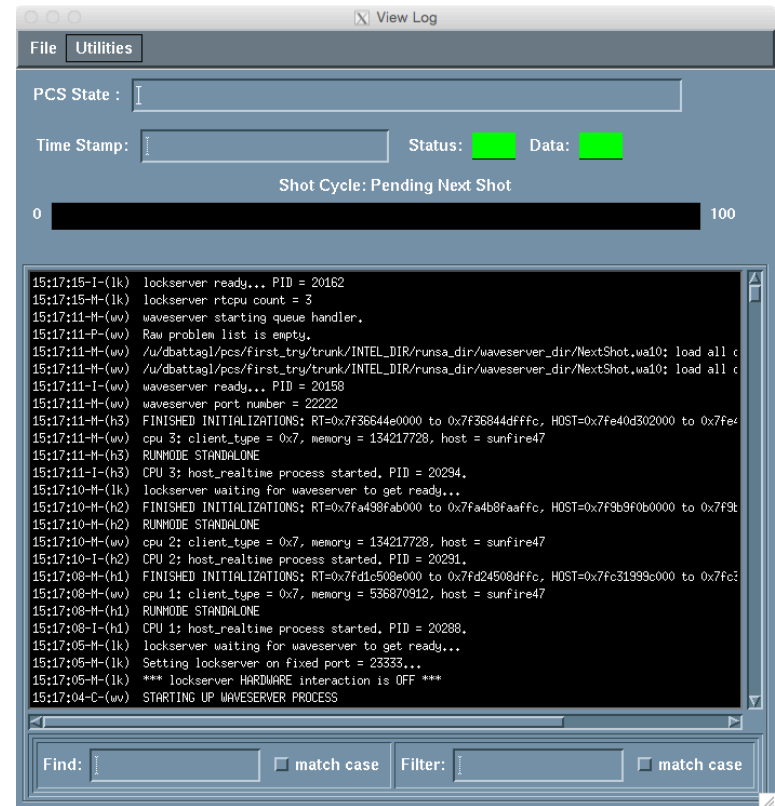 View Log
File Utilities
PCS State :
Time Stamp: Status: Data:
Shot Cycle: Pending Next Shot
0 100
15:17:15-I-(lk) lockserver ready... PID = 20162
15:17:15-M-(lk) lockserver rtcpu count = 3
15:17:11-M-(wv) waveserver starting queue handler.
15:17:11-P-(wv) Raw problem list is empty.
15:17:11-M-(wv) /u/dbattagl/pcs/first_try/trunk/INTEL_DIR/runsa_dir/waveserver_dir/NextShot.wa10: load all
15:17:11-M-(wv) /u/dbattagl/pcs/first_try/trunk/INTEL_DIR/runsa_dir/waveserver_dir/NextShot.wa10: load all
15:17:11-I-(wv) waveserver ready... PID = 20158
15:17:11-M-(wv) waveserver port number = 22222
15:17:11-M-(h3) FINISHED INITIALIZATIONS: RT=0x7f36644e0000 to 0x7f36844dfffc, HOST=0x7fe40d302000 to 0x7fe4
15:17:11-M-(wv) cpu 3: client_type = 0x7, memory = 134217728, host = sunfire47
15:17:11-M-(h3) RUNMODE STANDALONE
15:17:11-I-(h3) CPU 3: host_realtime process started. PID = 20294.
15:17:10-M-(lk) lockserver waiting for waveserver to get ready...
15:17:10-M-(h2) FINISHED INITIALIZATIONS: RT=0x7fa498fab000 to 0x7fa4b8faaffc, HOST=0x7f9b9f0b0000 to 0x7f9b
15:17:10-M-(h2) RUNMODE STANDALONE
15:17:10-M-(wv) cpu 2: client_type = 0x7, memory = 134217728, host = sunfire47
15:17:10-I-(h2) CPU 2: host_realtime process started. PID = 20291.
15:17:08-M-(h1) FINISHED INITIALIZATIONS: RT=0x7fd1c508e000 to 0x7fd24508dffc, HOST=0x7fc31999c000 to 0x7fc3
15:17:08-M-(wv) cpu 1: client_type = 0x7, memory = 536870912, host = sunfire47
15:17:08-M-(h1) RUNMODE STANDALONE
15:17:08-I-(h1) CPU 1: host_realtime process started. PID = 20288.
15:17:05-M-(lk) lockserver waiting for waveserver to get ready...
15:17:05-M-(lk) Setting lockserver on fixed port = 23333...
15:17:05-M-(lk) *** lockserver HARDWARE interaction is OFF ***
15:17:04-C-(wv) STARTING UP WAVESERVER PROCESS
Find: match case Filter: match case